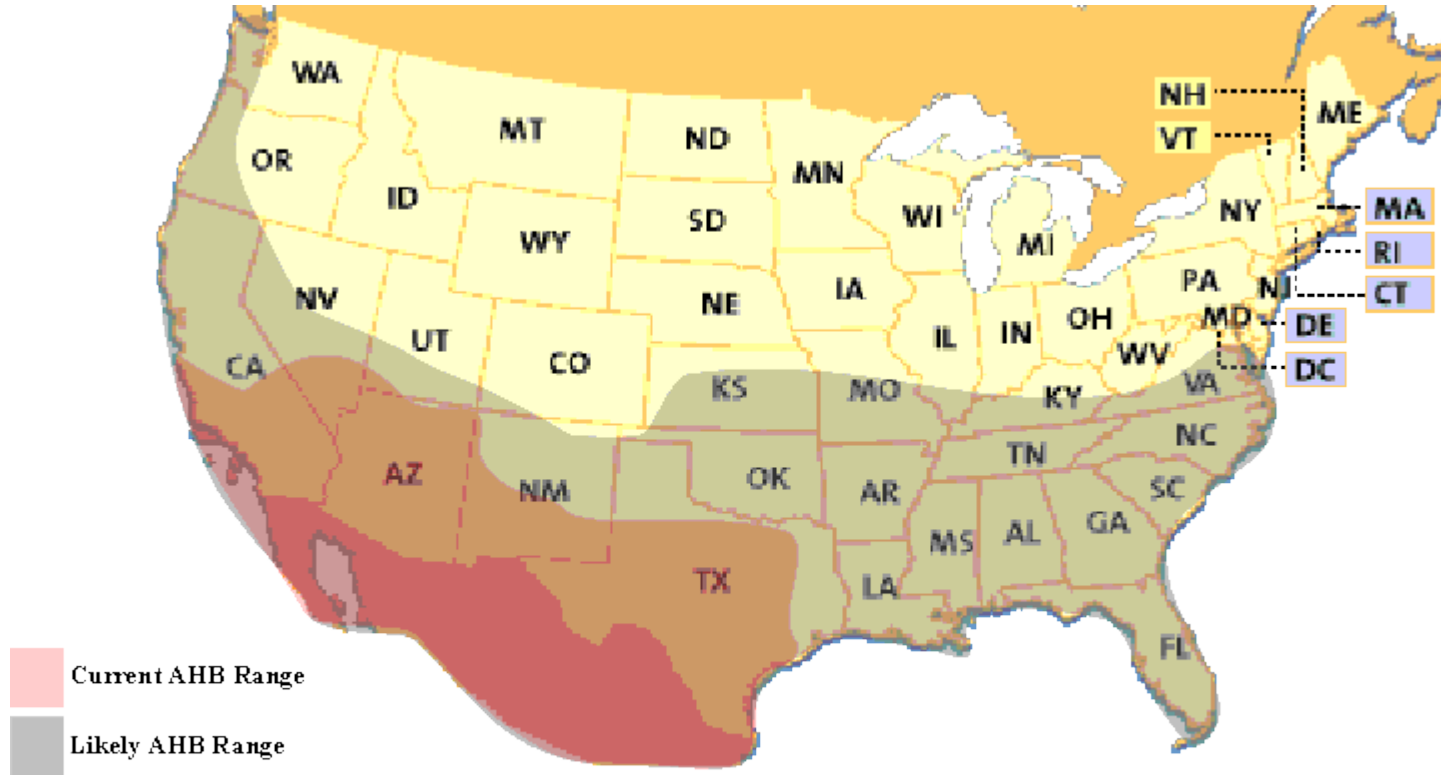 WA
MT
ND
MN
OR
ID
WY
SD
WI
MI
NH
VT
ME
NY
MA
RI
CT
NV
UT
CO
NE
IA
IL
IN
OH
PA
NJ
MD
DE
DC
WV
CA
KS
MO
KY
VA
AZ
NM
OK
AR
TN
NC
SC
MS
AL
GA
TX
LA
FL
Current AHB Range
Likely AHB Range